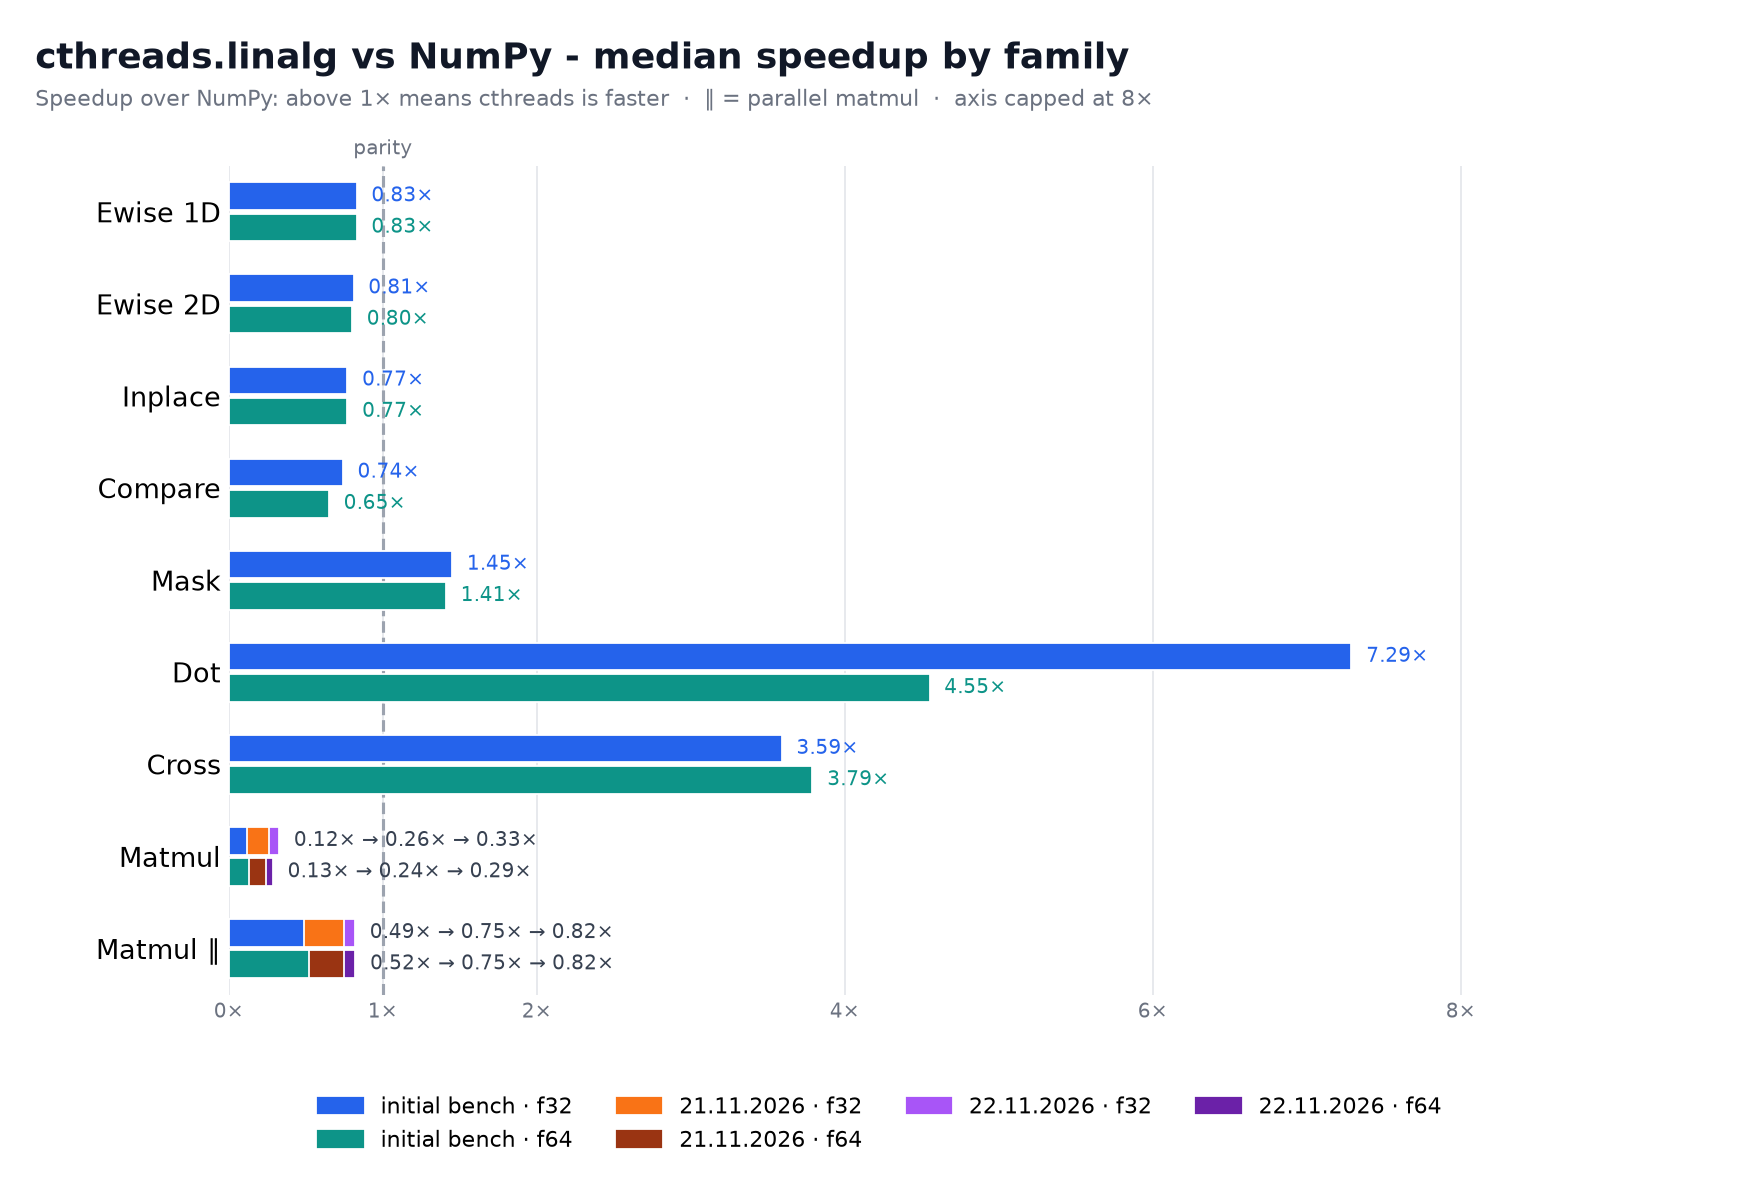 cthreads.linalg vs NumPy - median speedup by family
Speedup over NumPy: above 1× means cthreads is faster · ∥ = parallel matmul · axis capped at 8×
parity
Ewise 1D
0.83×
0.83×
Ewise 2D
0.81×
0.80×
Inplace
0.77×
0.77×
Compare
0.74×
0.65×
Mask
1.45×
1.41×
Dot
7.29×
4.55×
Cross
3.59×
3.79×
Matmul
0.12× → 0.26× → 0.33×
0.13× → 0.24× → 0.29×
Matmul ∥
0.49× → 0.75× → 0.82×
0.52× → 0.75× → 0.82×
0× 1× 2× 4× 6× 8×
initial bench · f32 21.11.2026 · f32 22.11.2026 · f32 22.11.2026 · f64
initial bench · f64 21.11.2026 · f64